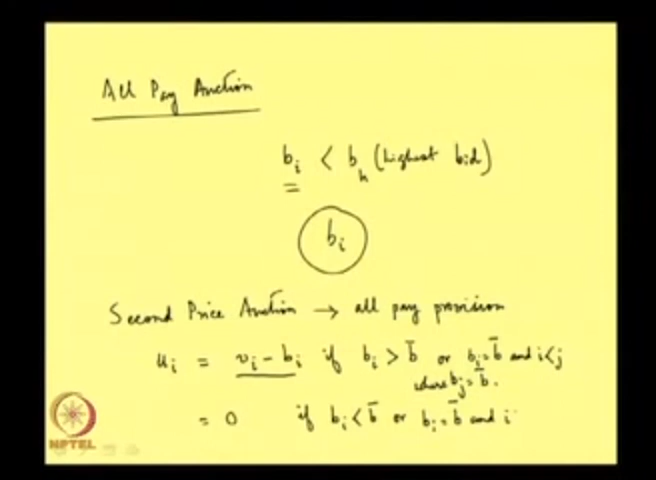 All Pay Auction
bᵢ < bₕ (highest bid)
bᵢ
Second Price Auction → all pay provision
uᵢ = vᵢ - bᵢ if bᵢ > b̄ or bᵢ = b̄ and i < j
where bⱼ = b̄.
= 0 if bᵢ < b̄ or bᵢ = b̄ and i
NPTEL